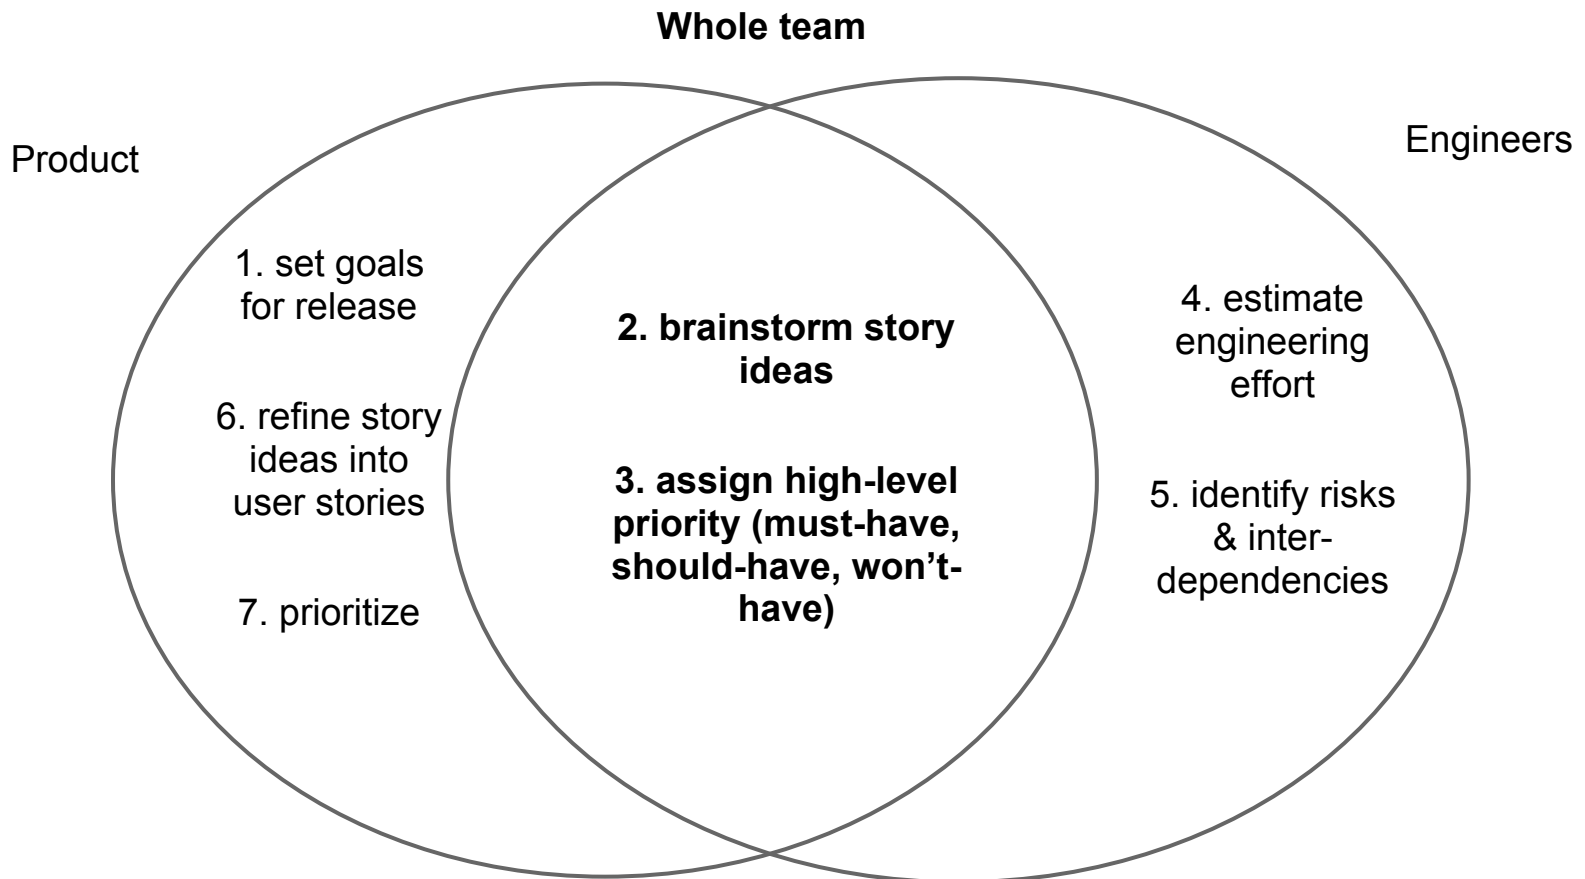 Whole team
Product
Engineers
1. set goals
for release
6. refine story
ideas into
user stories
7. prioritize
2. brainstorm story
ideas
3. assign high-level
priority (must-have,
should-have, won’t-
have)
4. estimate
engineering
effort
5. identify risks
& inter-
dependencies